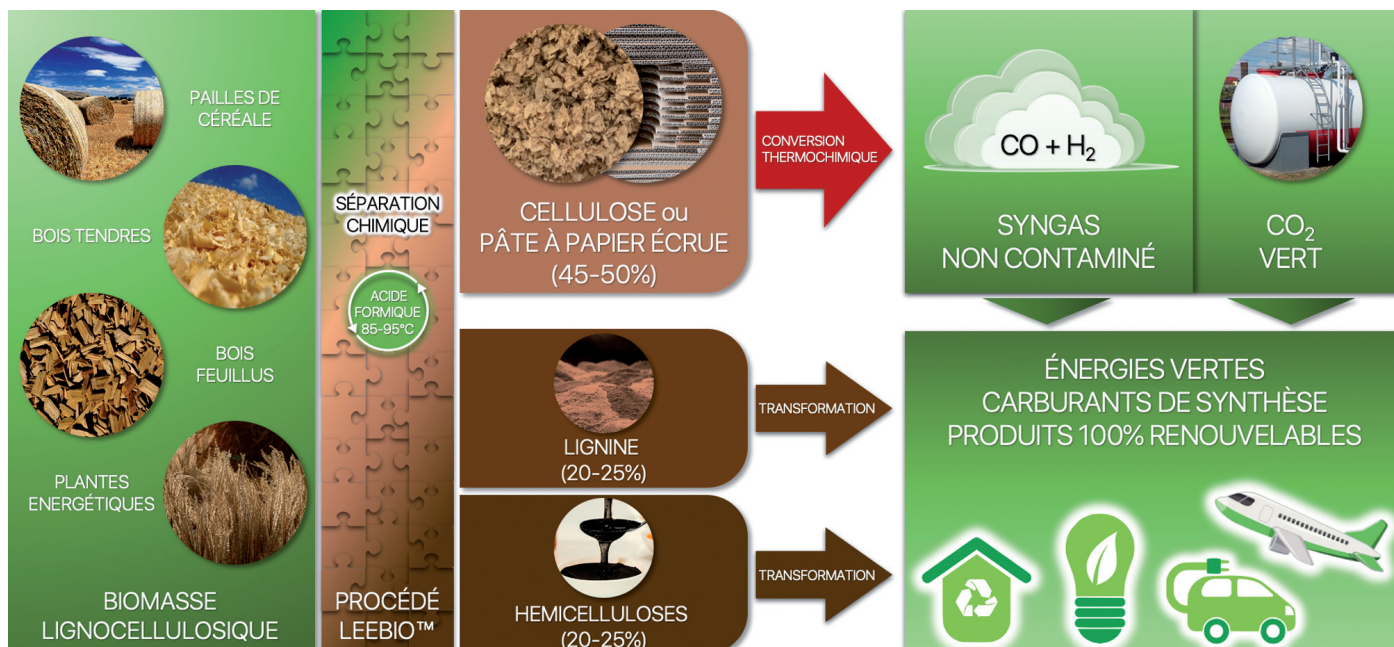 PAILLES DE
CÉRÉALE
BOIS TENDRES
BOIS
FEUILLUS
PLANTES
ENERGÉTIQUES
BIOMASSE
LIGNOCELLULOSIQUE
SÉPARATION
CHIMIQUE
ACIDE
FORMIQUE
85-95°C
PROCÉDÉ
LEEBIO™
CELLULOSE ou
PÂTE À PAPIER ÉCRUE
(45-50%)
LIGNINE
(20-25%)
HEMICELLULOSES
(20-25%)
CONVERSION
THERMOCHIMIQUE
TRANSFORMATION
TRANSFORMATION
CO + H₂
SYNGAS
NON CONTAMINÉ
CO₂
VERT
ÉNERGIES VERTES
CARBURANTS DE SYNTHÈSE
PRODUITS 100% RENOUVELABLES